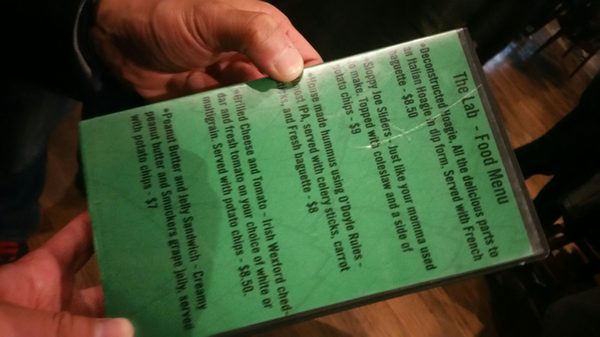 The Lab - Food Menu
•Deconstructed Hoagie. All the delicious parts to
an Italian Hoagie in dip form. Served with French
baguette - $8.50
•Sloppy Joe Sliders - Just like your momma used
to make. Topped with coleslaw and a side of
potato chips - $9
•House made hummus using O'Doyle Rules -
IPA, served with celery sticks, carrot
and Fresh baguette - $8
Grilled Cheese and Tomato - Irish Wexford ched-
dar and fresh tomato on your choice of white or
multigrain. Served with potato chips - $8.50.
•Peanut Butter and Jelly Sandwich - Creamy
peanut butter and Smuckers grape jelly, served
with potato chips - $7